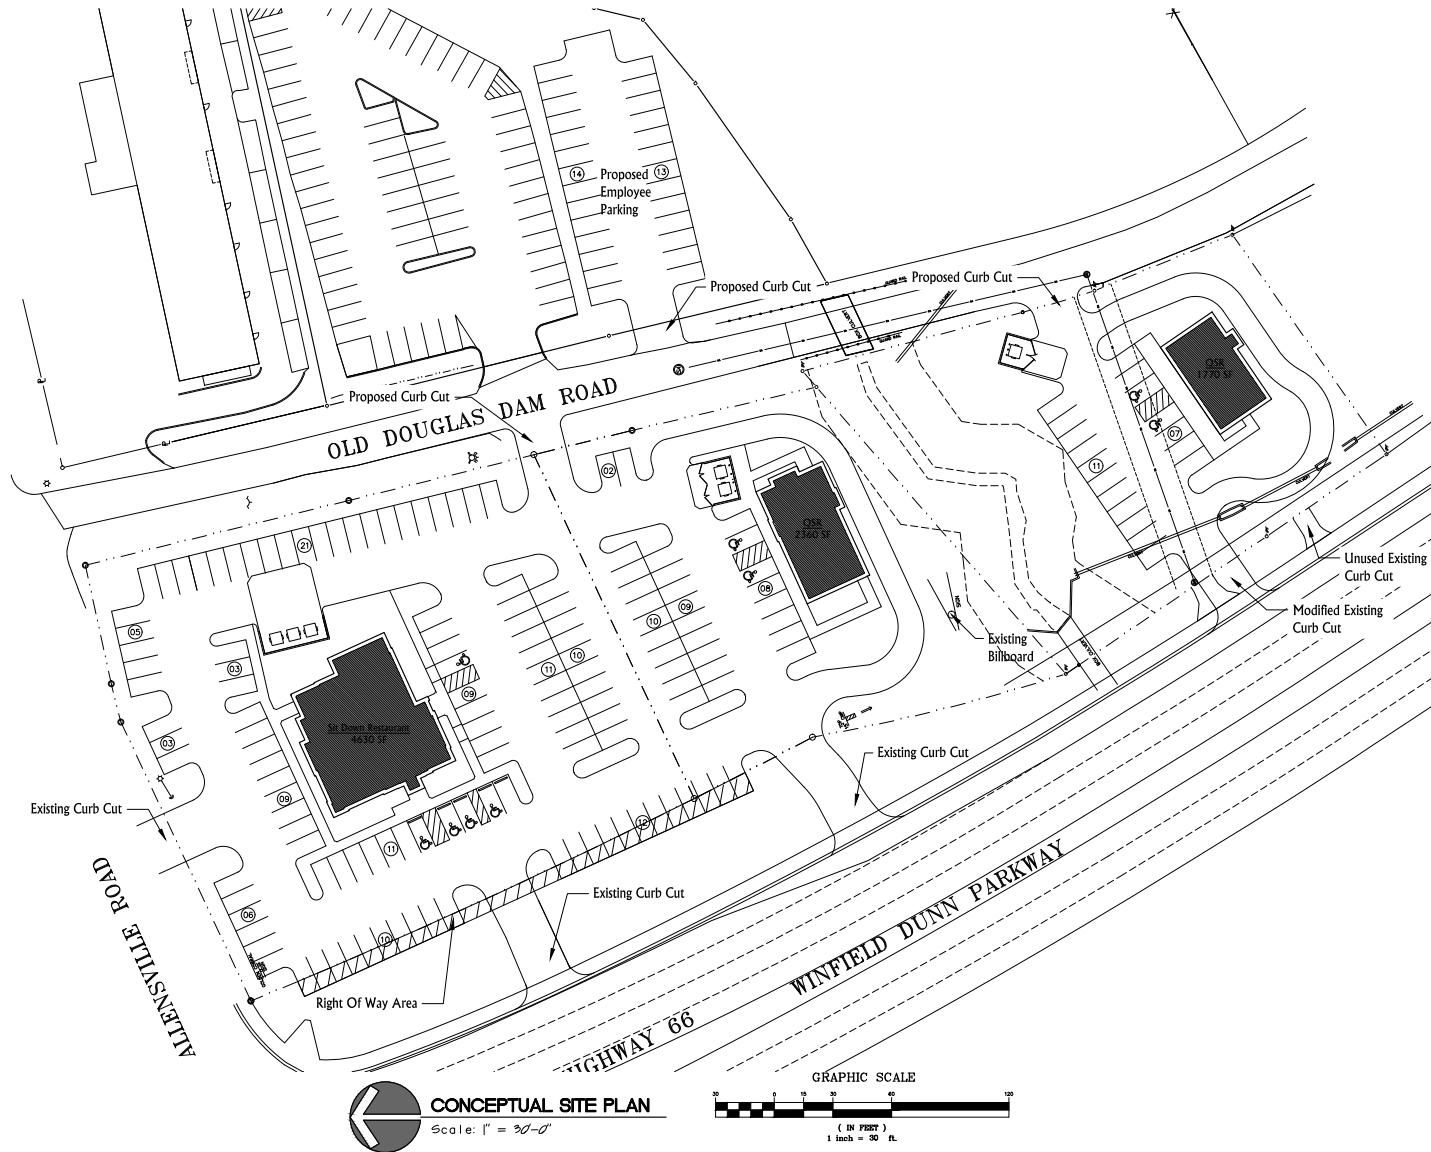 14
Proposed
Employee
Parking
13
Proposed Curb Cut
Proposed Curb Cut
BOX CULVERT
Proposed Curb Cut
OLD DOUGLAS DAM ROAD
QSR
1770 SF
07
11
02
21
QSR
2360 SF
08
09
10
10
11
05
03
03
09
09
Sit Down Restaurant
4630 SF
SIGN
Existing
Billboard
BOX CULVERT
Unused Existing
Curb Cut
Modified Existing
Curb Cut
Existing Curb Cut
Existing Curb Cut
11
12
06
10
Existing Curb Cut
Right Of Way Area
ALLENSVILLE ROAD
HIGHWAY 66
WINFIELD DUNN PARKWAY
CONCEPTUAL SITE PLAN
Scale: 1" = 30'-0"
GRAPHIC SCALE
30 0 15 30 60 120
( IN FEET )
1 inch = 30 ft.